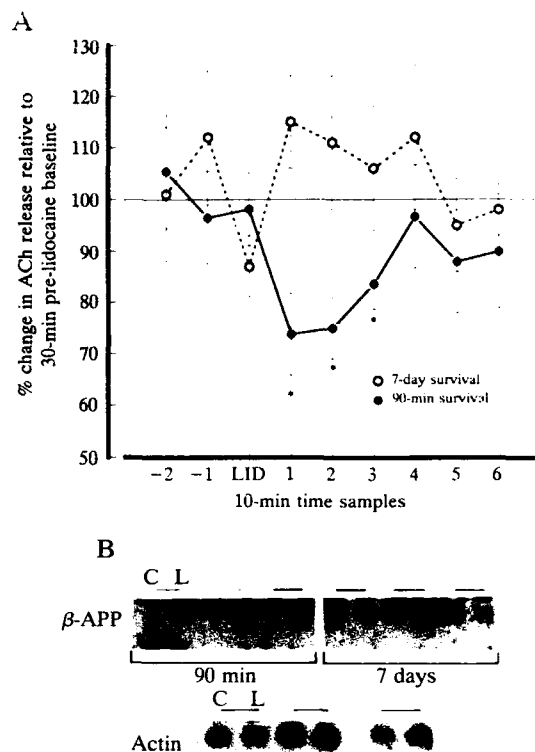 A
% change in ACh release relative to
30-min pre-lidocaine baseline
130
120
110
100
90
80
70
60
50
7-day survival
90-min survival
−2 −1 LID 1 2 3 4 5 6
10-min time samples
B
C L
β-APP
90 min 7 days
C L
Actin